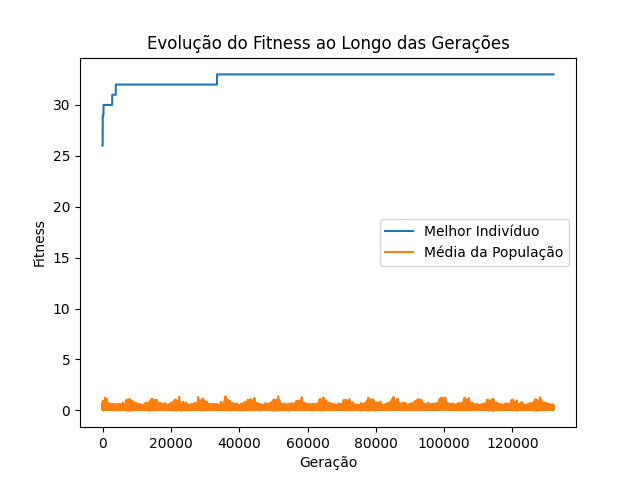 Evolução do Fitness ao Longo das Gerações
Fitness
30
25
20
15
10
5
0
Melhor Indivíduo
Média da População
0 20000 40000 60000 80000 100000 120000
Geração